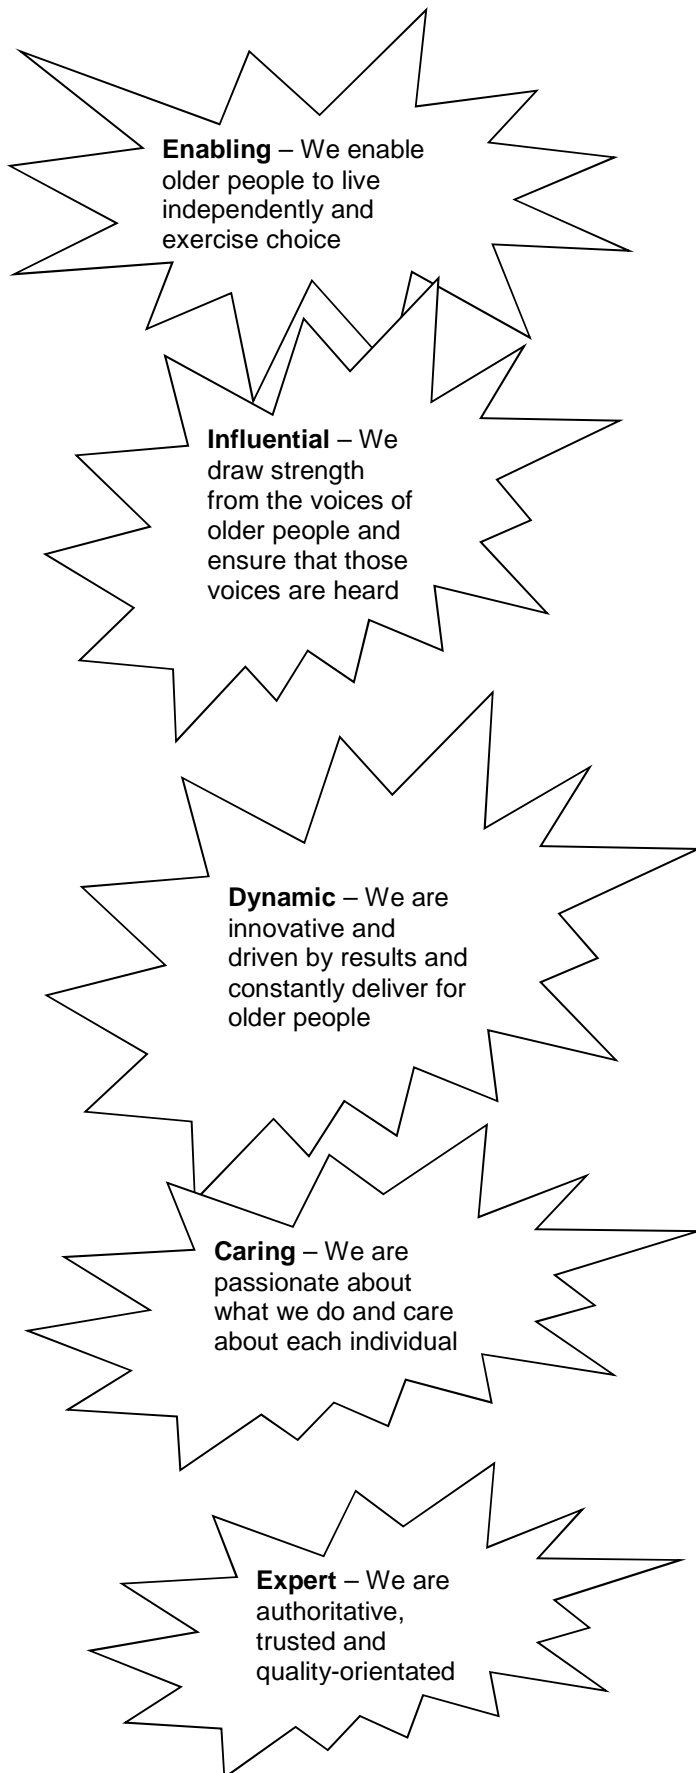 Enabling – We enable
older people to live
independently and
exercise choice
Influential – We
draw strength
from the voices of
older people and
ensure that those
voices are heard
Dynamic – We are
innovative and
driven by results and
constantly deliver for
older people
Caring – We are
passionate about
what we do and care
about each individual
Expert – We are
authoritative,
trusted and
quality-orientated